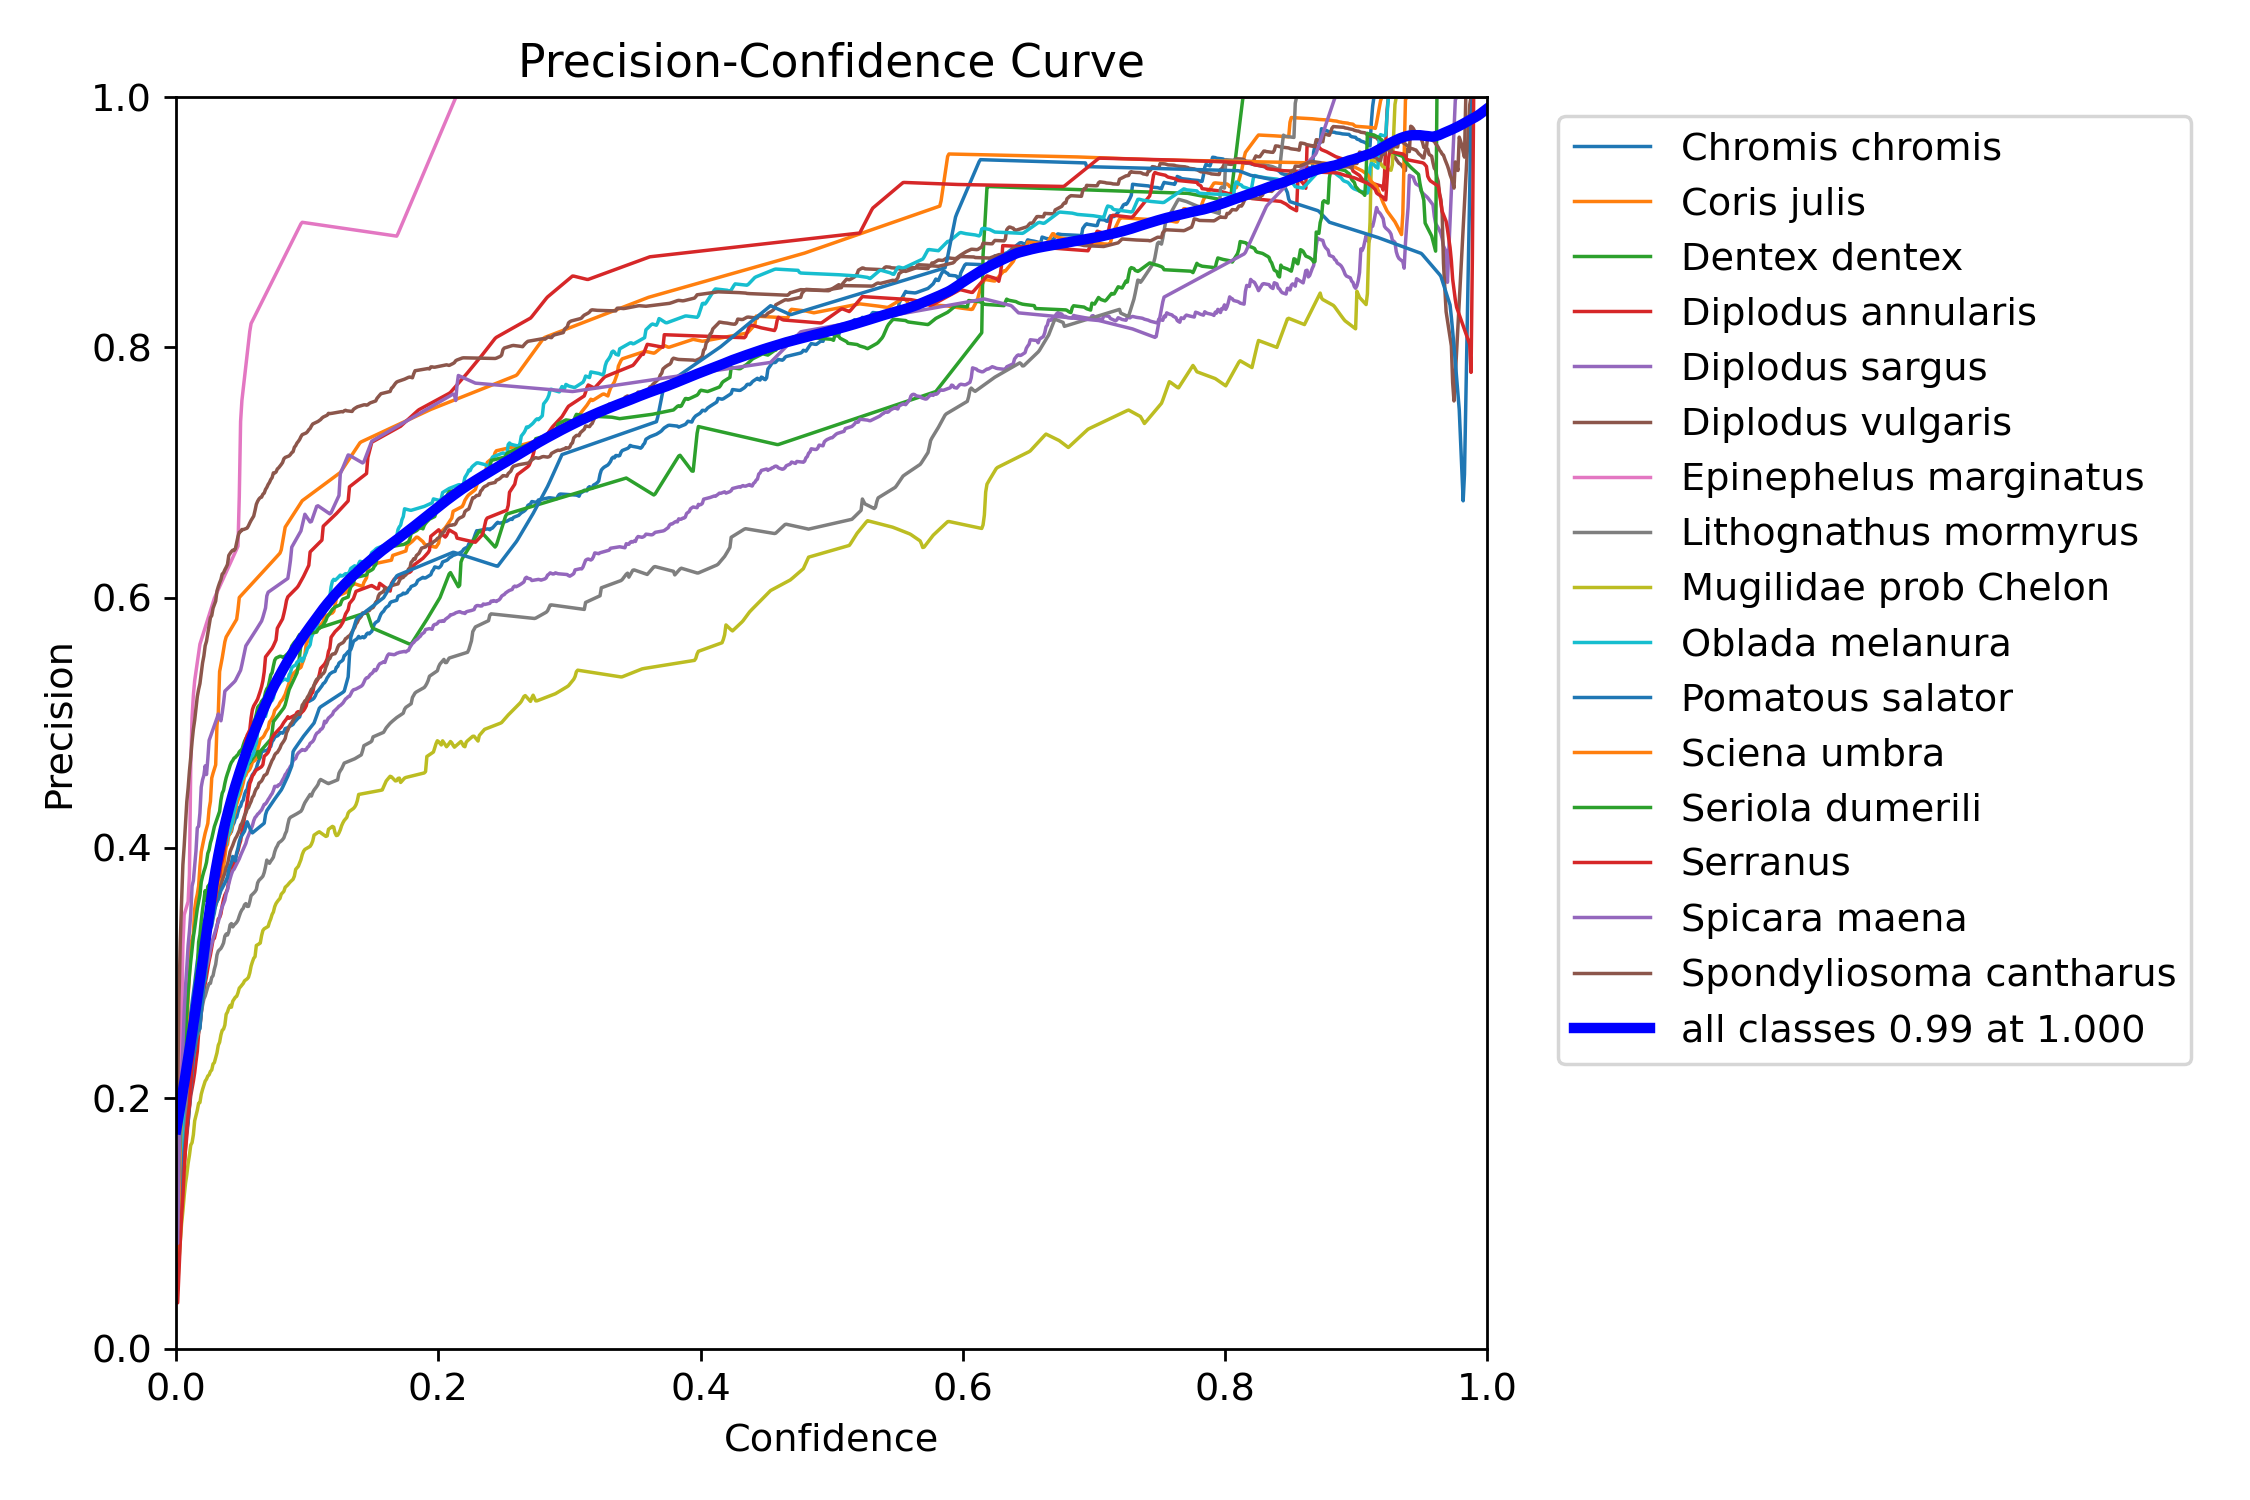 Precision-Confidence Curve
1.0
0.8
0.6
0.4
0.2
0.0
Precision
0.0 0.2 0.4 0.6 0.8 1.0
Confidence
Chromis chromis
Coris julis
Dentex dentex
Diplodus annularis
Diplodus sargus
Diplodus vulgaris
Epinephelus marginatus
Lithognathus mormyrus
Mugilidae prob Chelon
Oblada melanura
Pomatous salator
Sciena umbra
Seriola dumerili
Serranus
Spicara maena
Spondyliosoma cantharus
all classes 0.99 at 1.000